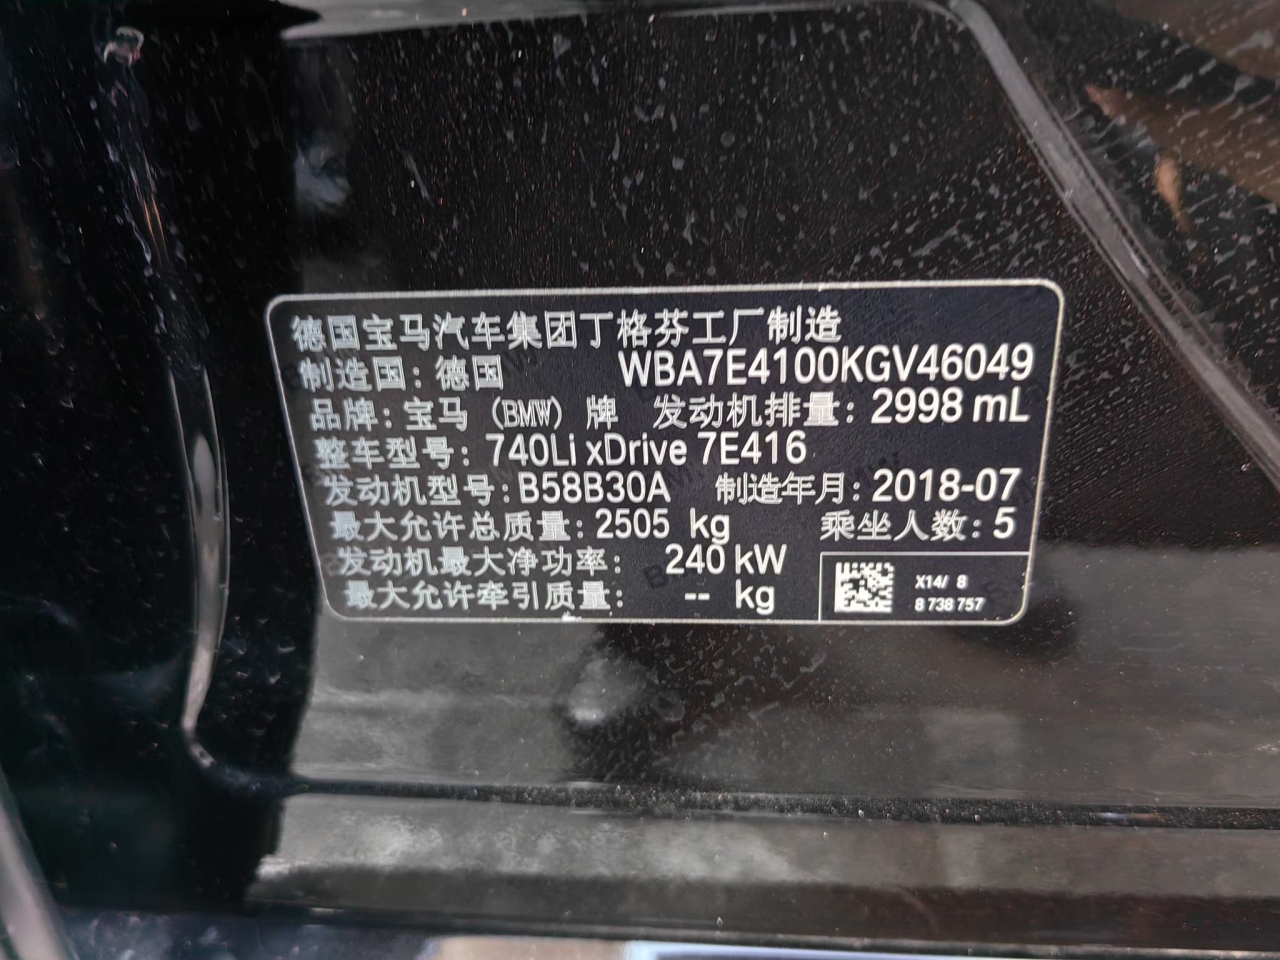 德国宝马汽车集团丁格芬工厂制造
制造国：德国 WBA7E4100KGV46049
品牌：宝马（BMW）牌 发动机排量：2998 mL
整车型号：740Li xDrive 7E416
发动机型号：B58B30A 制造年月：2018-07
最大允许总质量：2505 kg 乘坐人数：5
发动机最大净功率： 240 kW
最大允许牵引质量： -- kg
X14/ 8
8 738 757